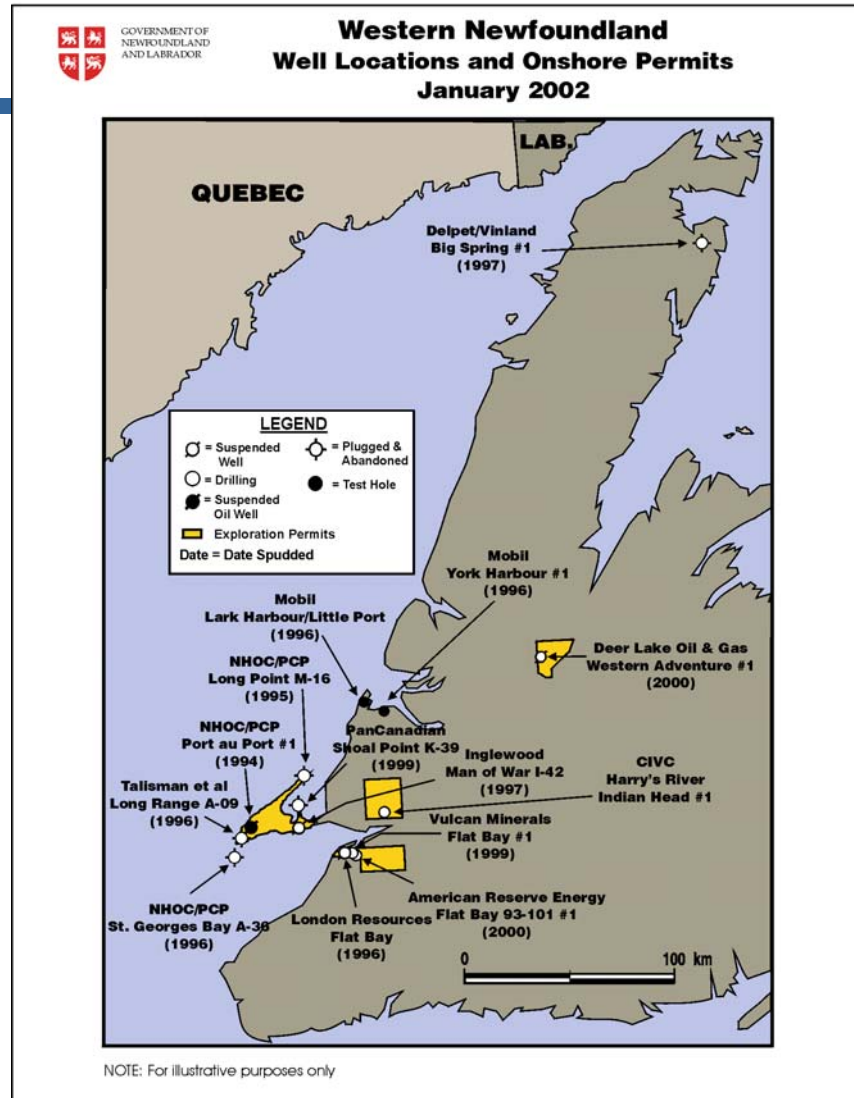 GOVERNMENT OF
NEWFOUNDLAND
AND LABRADOR
Western Newfoundland
Well Locations and Onshore Permits
January 2002
LAB.
QUEBEC
Delpet/Vinland
Big Spring #1
(1997)
LEGEND
= Suspended
Well
= Plugged &
Abandoned
= Drilling
= Test Hole
= Suspended
Oil Well
Exploration Permits
Date = Date Spudded
Mobil
York Harbour #1
(1996)
Mobil
Lark Harbour/Little Port
(1996)
Deer Lake Oil & Gas
Western Adventure #1
(2000)
NHOC/PCP
Long Point M-16
(1995)
NHOC/PCP
Port au Port #1
(1994)
PanCanadian
Shoal Point K-39
(1999)
Inglewood
Man of War I-42
(1997)
CIVC
Harry's River
Indian Head #1
Talisman et al
Long Range A-09
(1996)
Vulcan Minerals
Flat Bay #1
(1999)
NHOC/PCP
St. Georges Bay A-36
(1996)
London Resources
Flat Bay
(1996)
American Reserve Energy
Flat Bay 93-101 #1
(2000)
0
100 km
NOTE: For illustrative purposes only